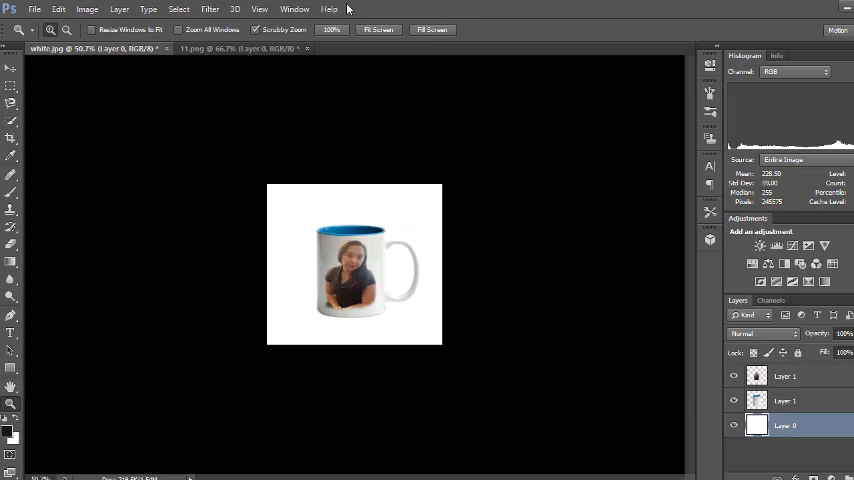 Ps File Edit Image Layer Type Select Filter 3D View Window Help
Resize Windows to Fit Zoom All Windows Scrubby Zoom 100% Fit Screen Fill Screen Motion
white.jpg @ 50.7% (Layer 0, RGB/8) * × 11.png @ 66.7% (Layer 0, RGB/8) * ×
Histogram Info
Channel: RGB
Source: Entire Image
Mean: 228.50 Level:
Std Dev: 59.00 Count:
Median: 255 Percentile:
Pixels: 245575 Cache Level:
Adjustments
Add an adjustment
Layers Channels
Kind
Normal Opacity: 100%
Lock: Fill: 100%
Layer 1
Layer 1
Layer 0